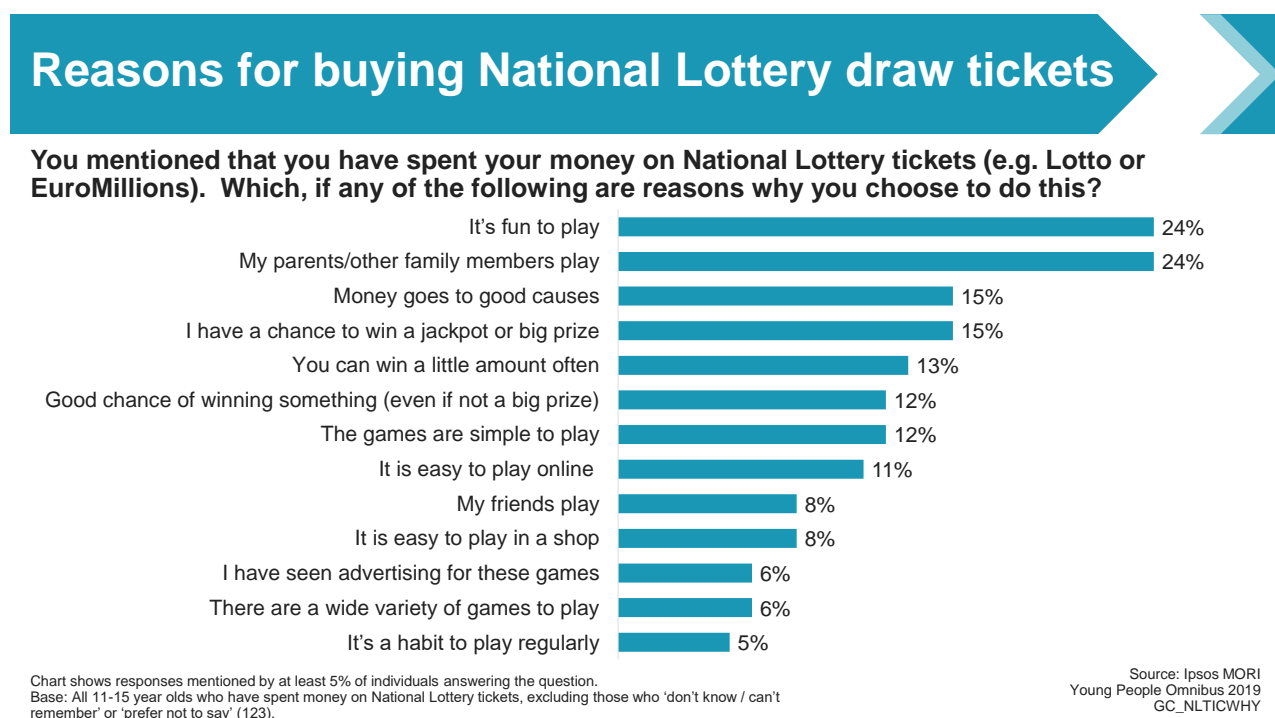 Reasons for buying National Lottery draw tickets
You mentioned that you have spent your money on National Lottery tickets (e.g. Lotto or
EuroMillions).  Which, if any of the following are reasons why you choose to do this?
It’s fun to play 24%
My parents/other family members play 24%
Money goes to good causes 15%
I have a chance to win a jackpot or big prize 15%
You can win a little amount often 13%
Good chance of winning something (even if not a big prize) 12%
The games are simple to play 12%
It is easy to play online 11%
My friends play 8%
It is easy to play in a shop 8%
I have seen advertising for these games 6%
There are a wide variety of games to play 6%
It’s a habit to play regularly 5%
Chart shows responses mentioned by at least 5% of individuals answering the question.
Base: All 11-15 year olds who have spent money on National Lottery tickets, excluding those who ‘don’t know / can’t
remember’ or ‘prefer not to say’ (123).
Source: Ipsos MORI
Young People Omnibus 2019
GC_NLTICWHY